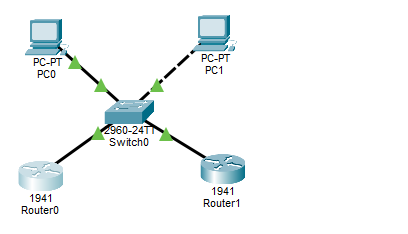 PC-PT
PC0
PC-PT
PC1
2960-24TT
Switch0
1941
Router0
1941
Router1